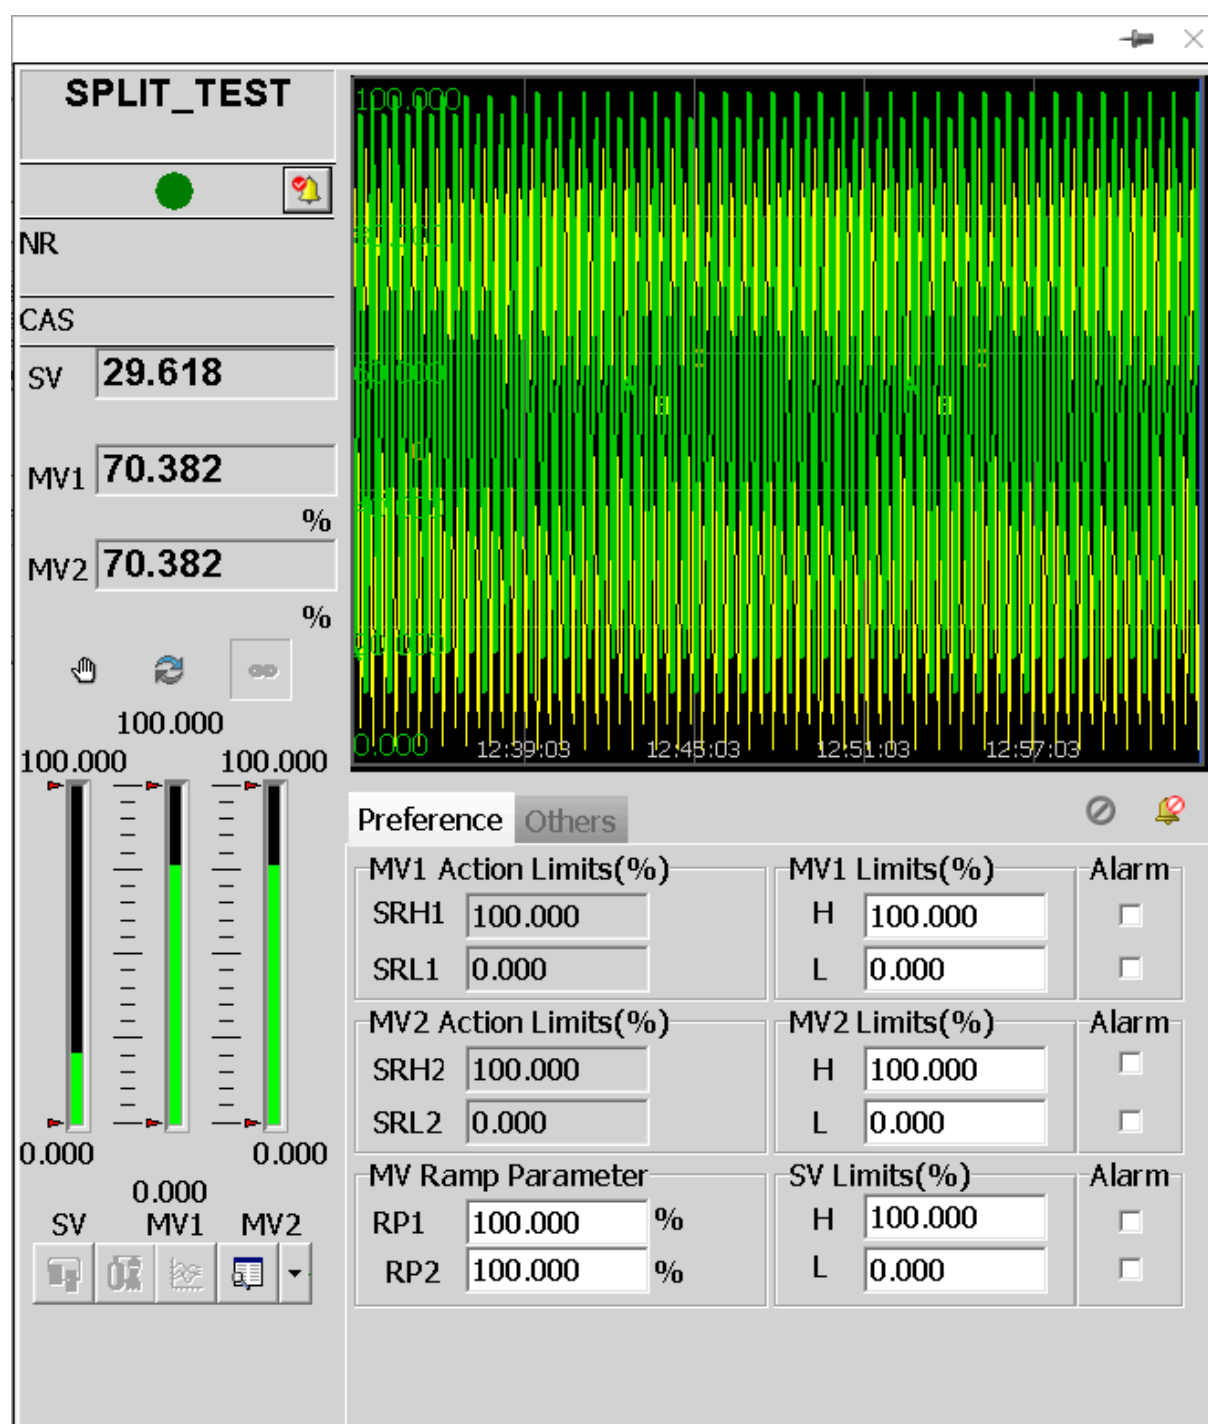 SPLIT_TEST
NR
CAS
SV 29.618
MV1 70.382
%
MV2 70.382
%
100.000
100.000 100.000
0.000 0.000
0.000
SV MV1 MV2
100.000
60.000
0.000
12:39:03 12:45:03 12:51:03 12:57:03
Preference Others
MV1 Action Limits(%) MV1 Limits(%) Alarm
SRH1 100.000 H 100.000
SRL1 0.000 L 0.000
MV2 Action Limits(%) MV2 Limits(%) Alarm
SRH2 100.000 H 100.000
SRL2 0.000 L 0.000
MV Ramp Parameter SV Limits(%) Alarm
RP1 100.000 % H 100.000
RP2 100.000 % L 0.000